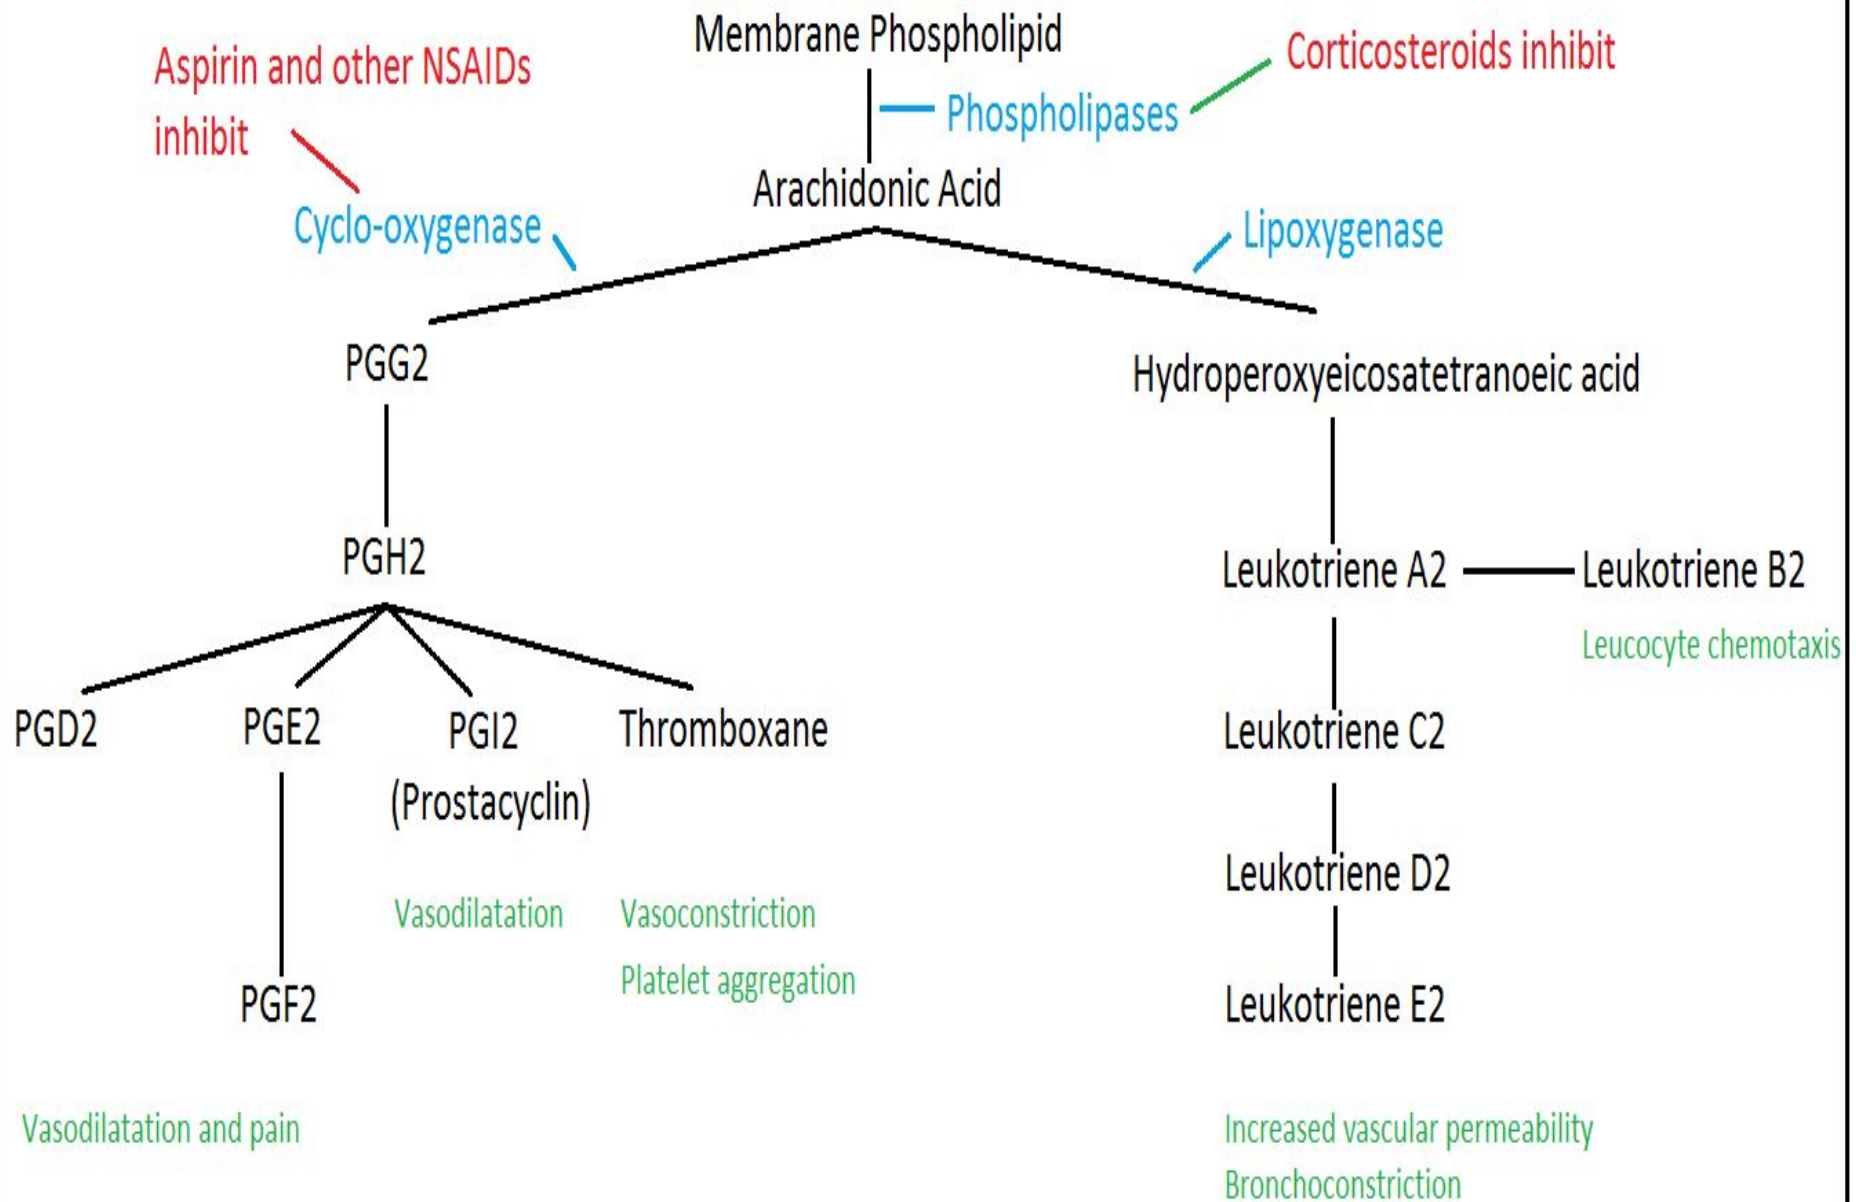 Membrane Phospholipid
Aspirin and other NSAIDs
inhibit
Corticosteroids inhibit
Phospholipases
Arachidonic Acid
Cyclo-oxygenase
Lipoxygenase
PGG2
Hydroperoxyeicosatetranoeic acid
PGH2
Leukotriene A2
Leukotriene B2
Leucocyte chemotaxis
PGD2
PGE2
PGI2
(Prostacyclin)
Thromboxane
Leukotriene C2
Leukotriene D2
Vasodilatation
Vasoconstriction
Platelet aggregation
PGF2
Leukotriene E2
Vasodilatation and pain
Increased vascular permeability
Bronchoconstriction